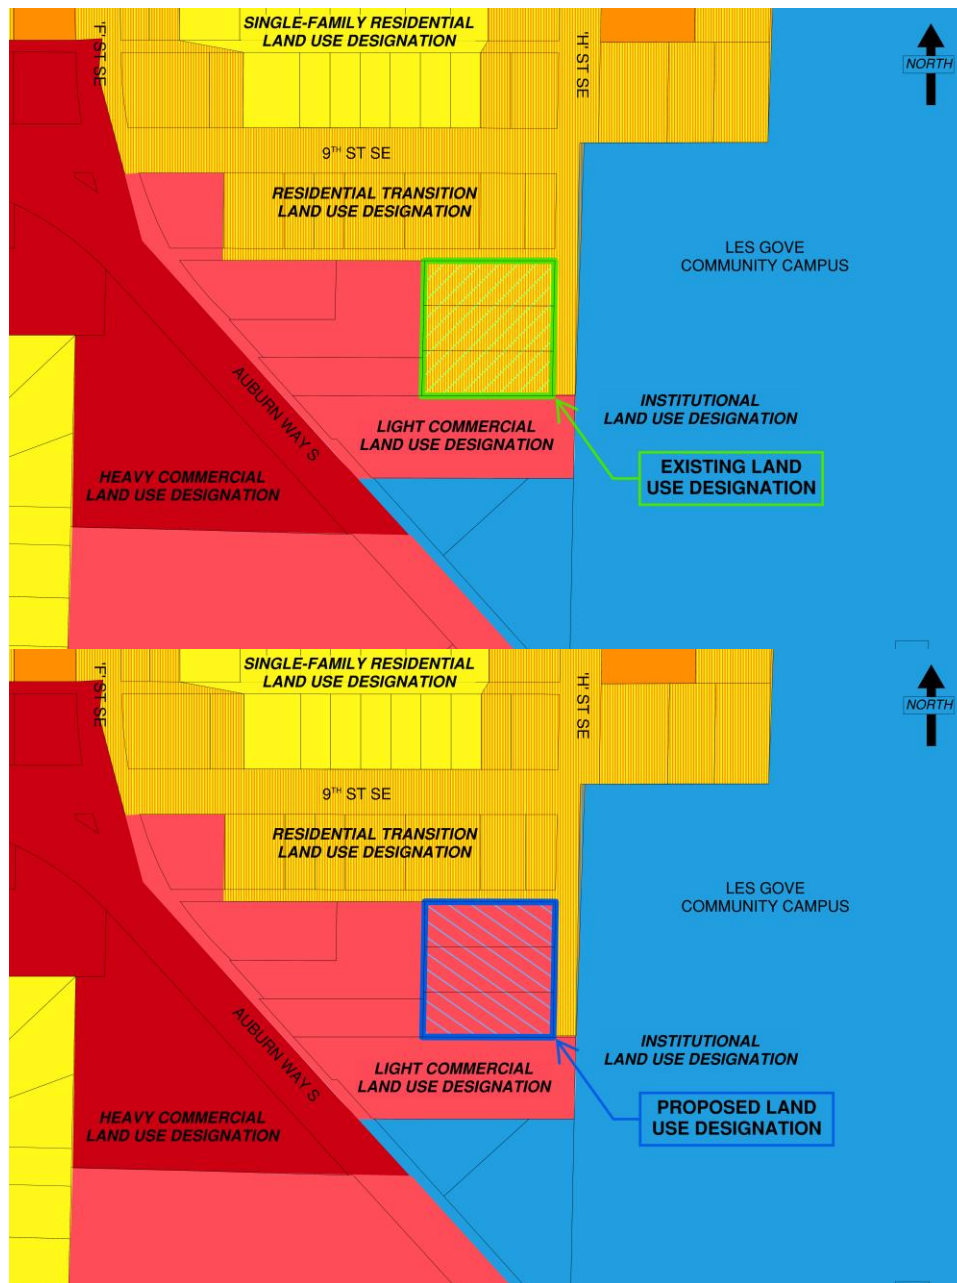 SINGLE-FAMILY RESIDENTIAL
LAND USE DESIGNATION
'F' ST SE
'H' ST SE
NORTH
9TH ST SE
RESIDENTIAL TRANSITION
LAND USE DESIGNATION
LES GOVE
COMMUNITY CAMPUS
AUBURN WAY S
INSTITUTIONAL
LAND USE DESIGNATION
LIGHT COMMERCIAL
LAND USE DESIGNATION
EXISTING LAND
USE DESIGNATION
HEAVY COMMERCIAL
LAND USE DESIGNATION
SINGLE-FAMILY RESIDENTIAL
LAND USE DESIGNATION
'F' ST SE
'H' ST SE
NORTH
9TH ST SE
RESIDENTIAL TRANSITION
LAND USE DESIGNATION
LES GOVE
COMMUNITY CAMPUS
AUBURN WAY S
INSTITUTIONAL
LAND USE DESIGNATION
LIGHT COMMERCIAL
LAND USE DESIGNATION
PROPOSED LAND
USE DESIGNATION
HEAVY COMMERCIAL
LAND USE DESIGNATION